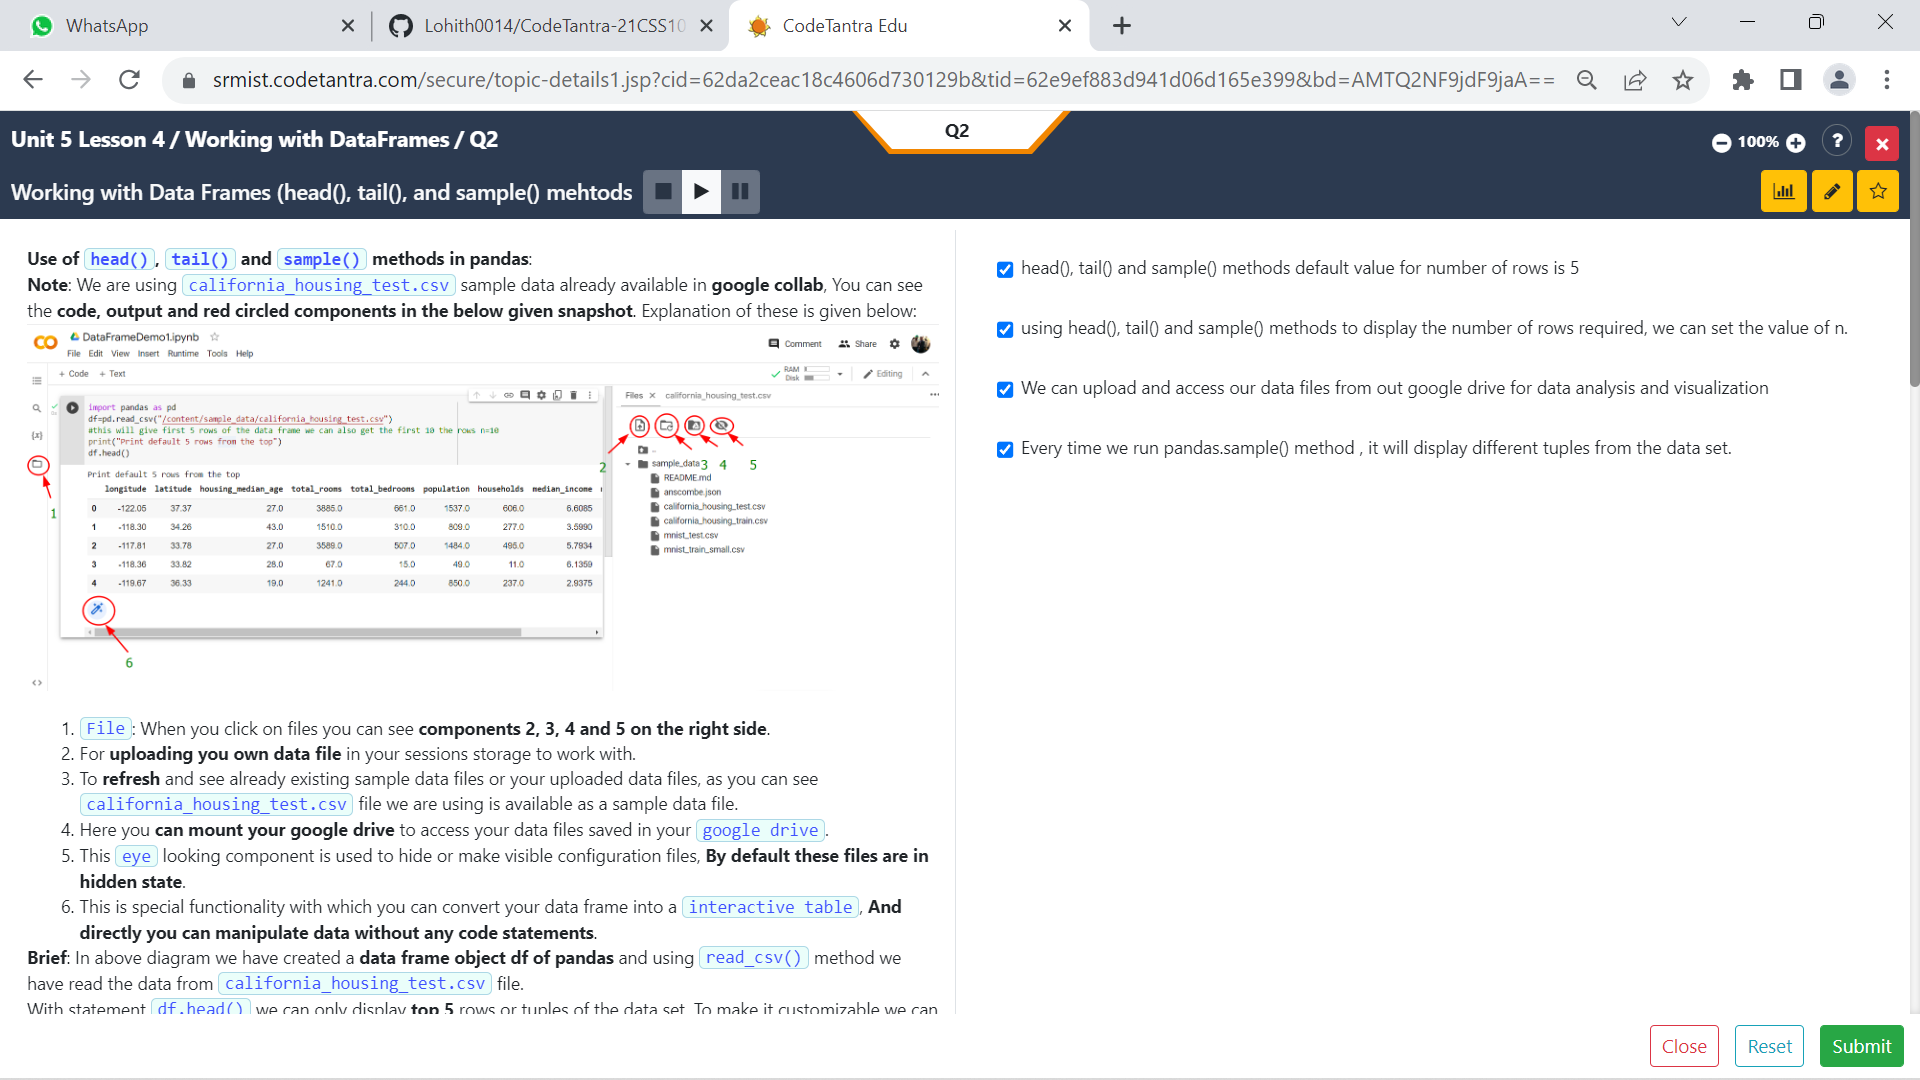 WhatsApp
Lohith0014/CodeTantra-21CSS10
CodeTantra Edu
srmist.codetantra.com/secure/topic-details1.jsp?cid=62da2ceac18c4606d730129b&tid=62e9ef883d941d06d165e399&bd=AMTQ2NF9jdF9jaA==
Unit 5 Lesson 4 / Working with DataFrames / Q2
Q2
100%
?
Working with Data Frames (head(), tail(), and sample() mehtods
Use of head(), tail() and sample() methods in pandas:
Note: We are using california_housing_test.csv sample data already available in google collab, You can see
the code, output and red circled components in the below given snapshot. Explanation of these is given below:
DataFrameDemo1.ipynb
File Edit View Insert Runtime Tools Help
Comment Share
+ Code + Text
RAM
Disk
Editing
import pandas as pd
df=pd.read_csv("/content/sample_data/california_housing_test.csv")
#this will give first 5 rows of the data frame we can also get the first 10 the rows n=10
print("Print default 5 rows from the top")
df.head()
Print default 5 rows from the top
longitude latitude housing_median_age total_rooms total_bedrooms population households median_income
0 -122.05 37.37 27.0 3885.0 661.0 1537.0 606.0 6.6085
1 -118.30 34.26 43.0 1510.0 310.0 809.0 277.0 3.5990
2 -117.81 33.78 27.0 3589.0 507.0 1484.0 495.0 5.7934
3 -118.36 33.82 28.0 67.0 15.0 49.0 11.0 6.1359
4 -119.67 36.33 19.0 1241.0 244.0 850.0 237.0 2.9375
1
6
Files california_housing_test.csv
2
3 4 5
..
sample_data
README.md
anscombe.json
california_housing_test.csv
california_housing_train.csv
mnist_test.csv
mnist_train_small.csv
1. File: When you click on files you can see components 2, 3, 4 and 5 on the right side.
2. For uploading you own data file in your sessions storage to work with.
3. To refresh and see already existing sample data files or your uploaded data files, as you can see
california_housing_test.csv file we are using is available as a sample data file.
4. Here you can mount your google drive to access your data files saved in your google drive.
5. This eye looking component is used to hide or make visible configuration files, By default these files are in
hidden state.
6. This is special functionality with which you can convert your data frame into a interactive table, And
directly you can manipulate data without any code statements.
Brief: In above diagram we have created a data frame object df of pandas and using read_csv() method we
have read the data from california_housing_test.csv file.
With statement df.head() we can only display top 5 rows or tuples of the data set. To make it customizable we can
head(), tail() and sample() methods default value for number of rows is 5
using head(), tail() and sample() methods to display the number of rows required, we can set the value of n.
We can upload and access our data files from out google drive for data analysis and visualization
Every time we run pandas.sample() method , it will display different tuples from the data set.
Close
Reset
Submit